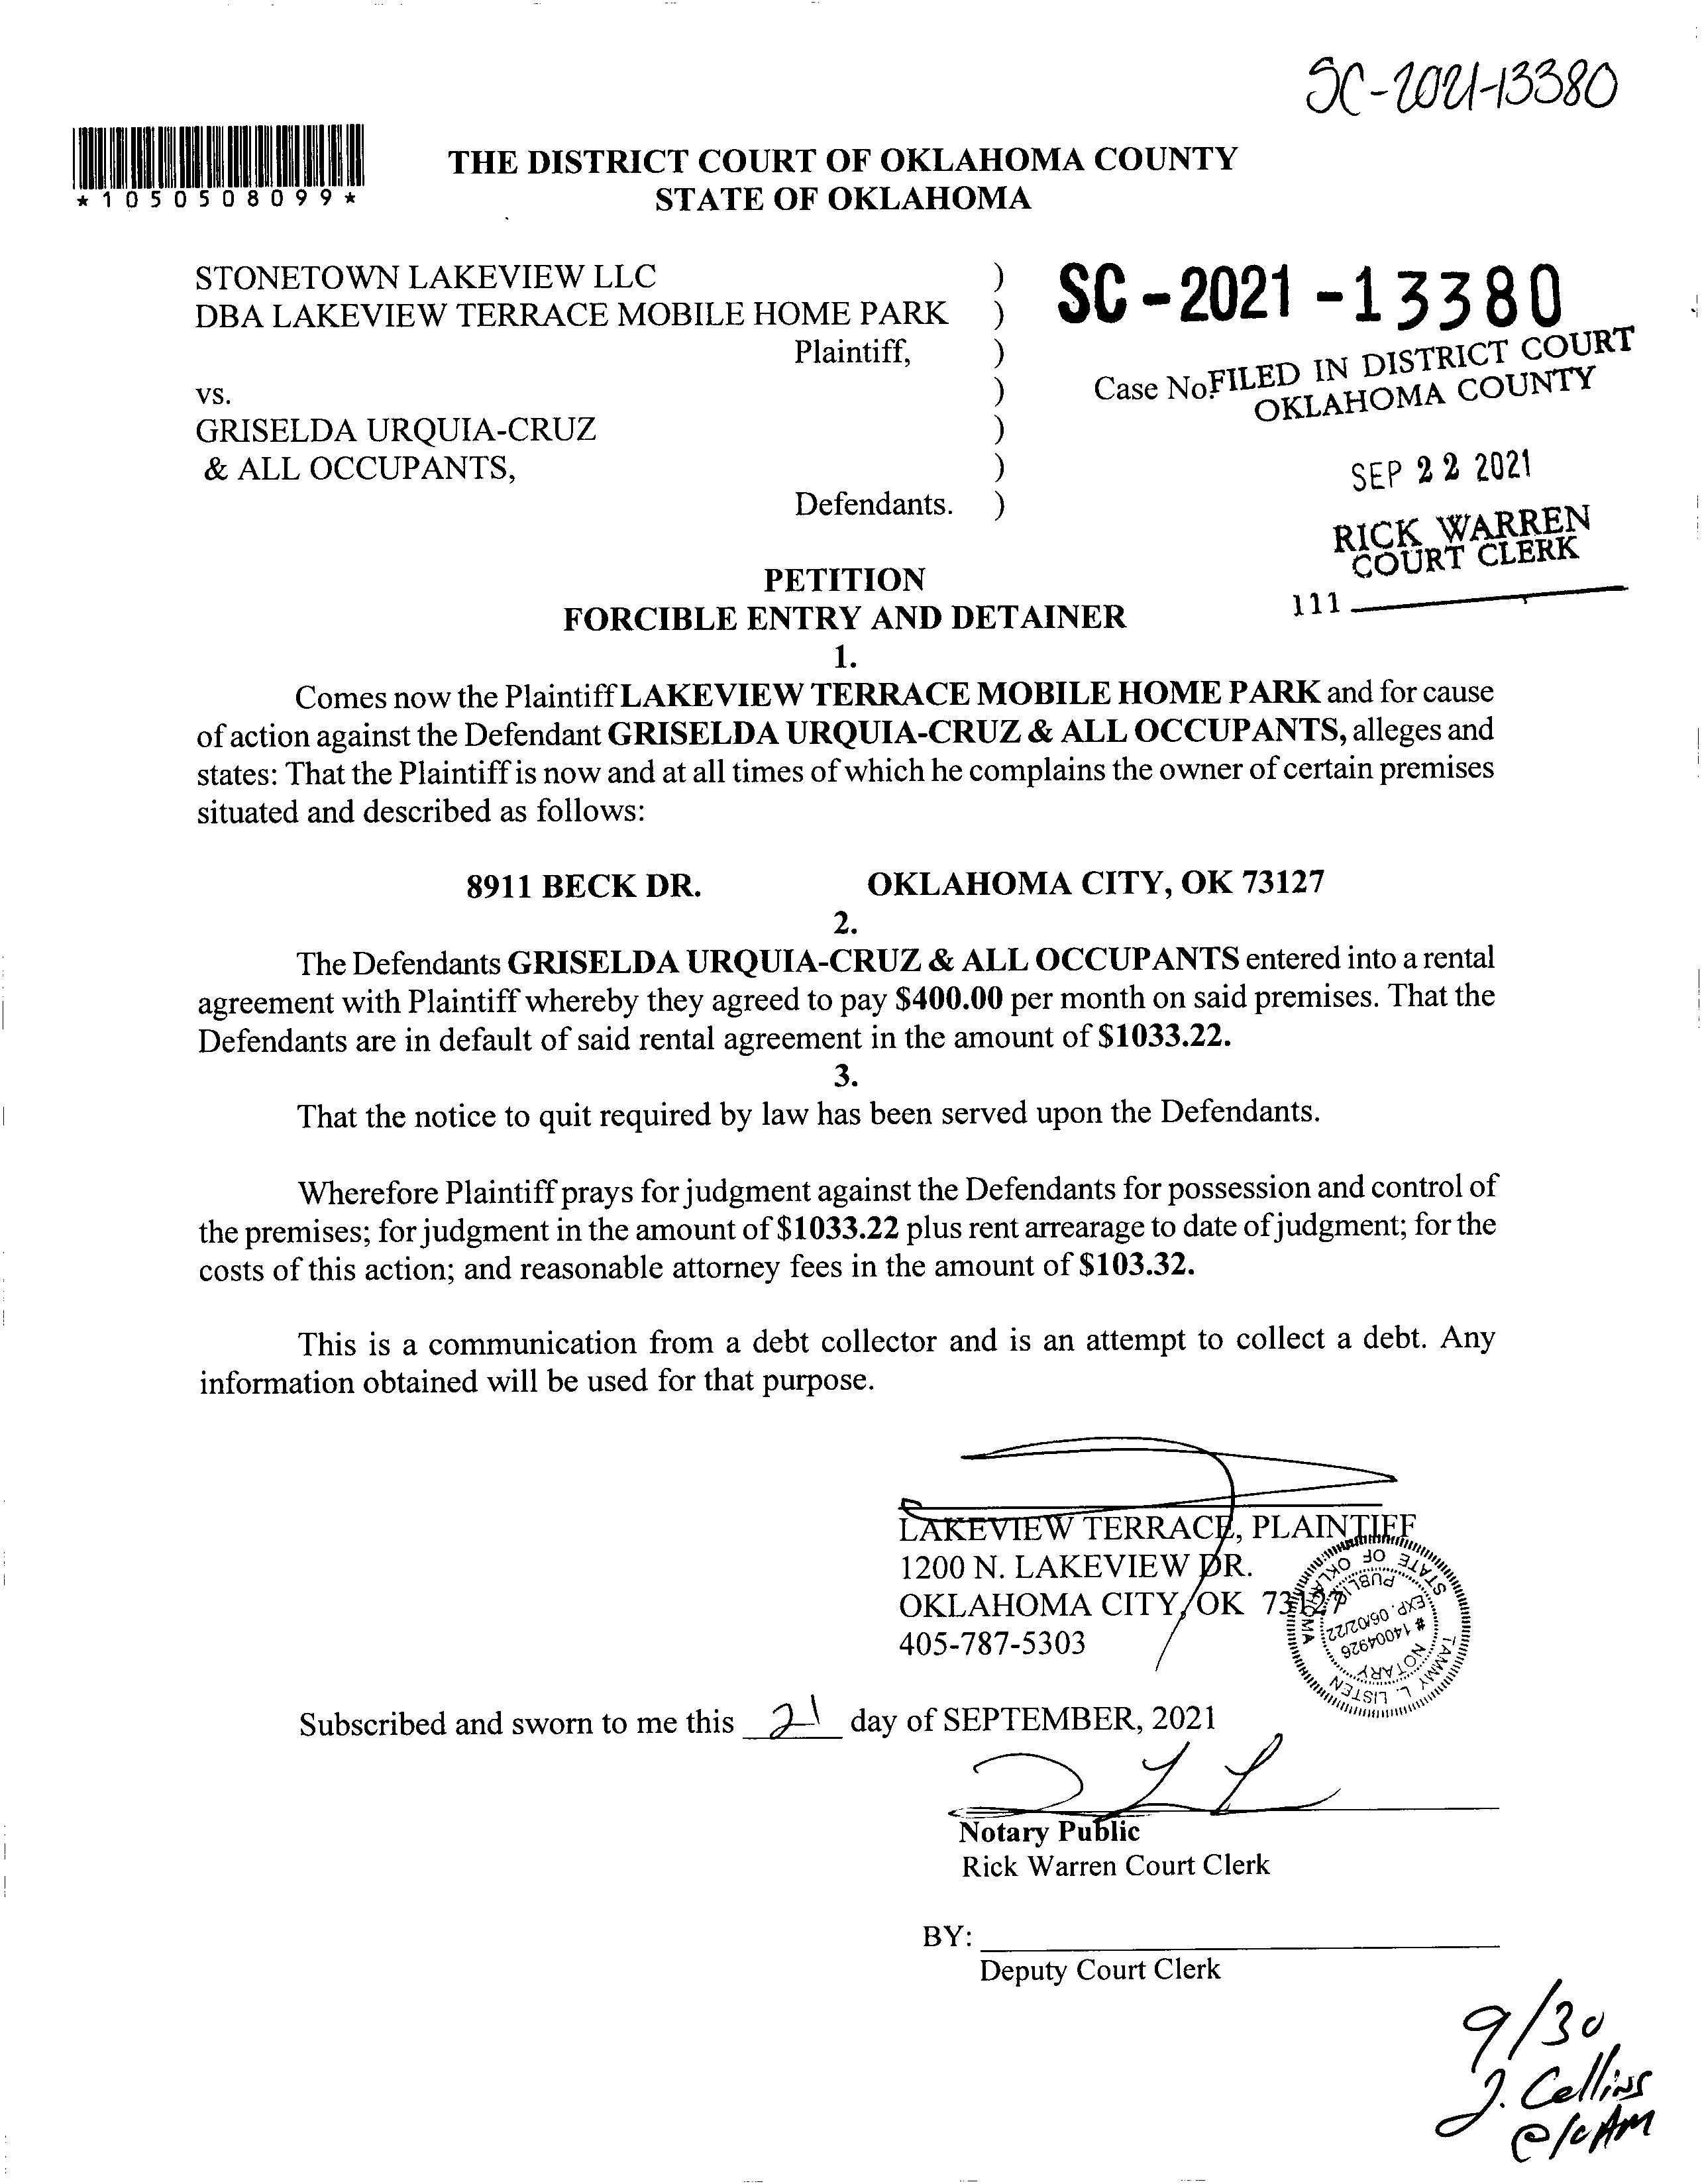 SC-2021-13380
*1050508099*
THE DISTRICT COURT OF OKLAHOMA COUNTY
STATE OF OKLAHOMA
STONETOWN LAKEVIEW LLC )
DBA LAKEVIEW TERRACE MOBILE HOME PARK )
Plaintiff, )
vs. )
GRISELDA URQUIA-CRUZ )
& ALL OCCUPANTS, )
Defendants. )
SC-2021-13380
Case No.
FILED IN DISTRICT COURT
OKLAHOMA COUNTY
SEP 22 2021
RICK WARREN
COURT CLERK
111
PETITION
FORCIBLE ENTRY AND DETAINER
1.
Comes now the Plaintiff LAKEVIEW TERRACE MOBILE HOME PARK and for cause
of action against the Defendant GRISELDA URQUIA-CRUZ & ALL OCCUPANTS, alleges and
states: That the Plaintiff is now and at all times of which he complains the owner of certain premises
situated and described as follows:
8911 BECK DR. OKLAHOMA CITY, OK 73127
2.
The Defendants GRISELDA URQUIA-CRUZ & ALL OCCUPANTS entered into a rental
agreement with Plaintiff whereby they agreed to pay $400.00 per month on said premises. That the
Defendants are in default of said rental agreement in the amount of $1033.22.
3.
That the notice to quit required by law has been served upon the Defendants.
Wherefore Plaintiff prays for judgment against the Defendants for possession and control of
the premises; for judgment in the amount of $1033.22 plus rent arrearage to date of judgment; for the
costs of this action; and reasonable attorney fees in the amount of $103.32.
This is a communication from a debt collector and is an attempt to collect a debt. Any
information obtained will be used for that purpose.
LAKEVIEW TERRACE, PLAINTIFF
1200 N. LAKEVIEW DR.
OKLAHOMA CITY, OK 73127
405-787-5303
TAMMY L. LISTEN
STATE OF OKLAHOMA
NOTARY
# 14004926
EXP. 06/02/22
PUBLIC
Subscribed and sworn to me this 21 day of SEPTEMBER, 2021
Notary Public
Rick Warren Court Clerk
BY:
Deputy Court Clerk
9/30
J. Collins
@10AM